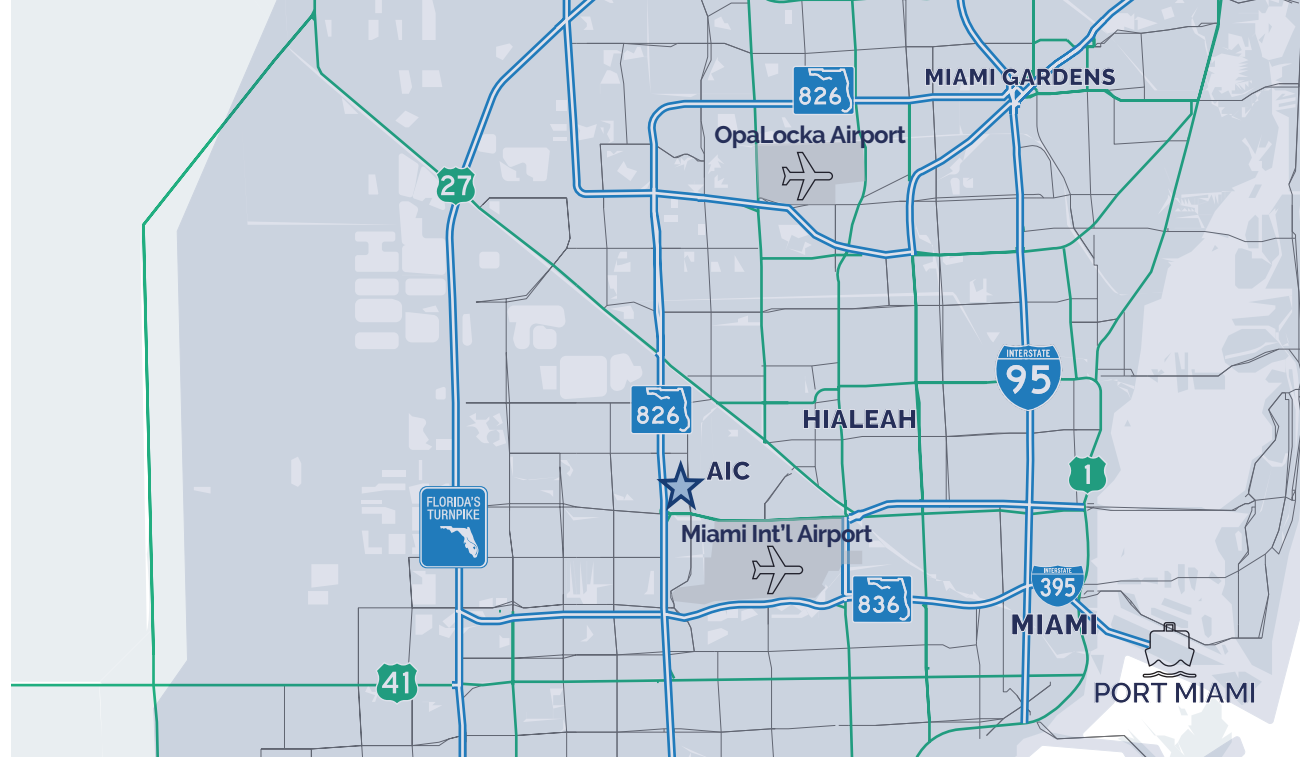 MIAMI GARDENS
826
OpaLocka Airport
27
INTERSTATE
95
826
HIALEAH
AIC
1
FLORIDA'S
TURNPIKE
Miami Int'l Airport
INTERSTATE
395
836
MIAMI
41
PORT MIAMI